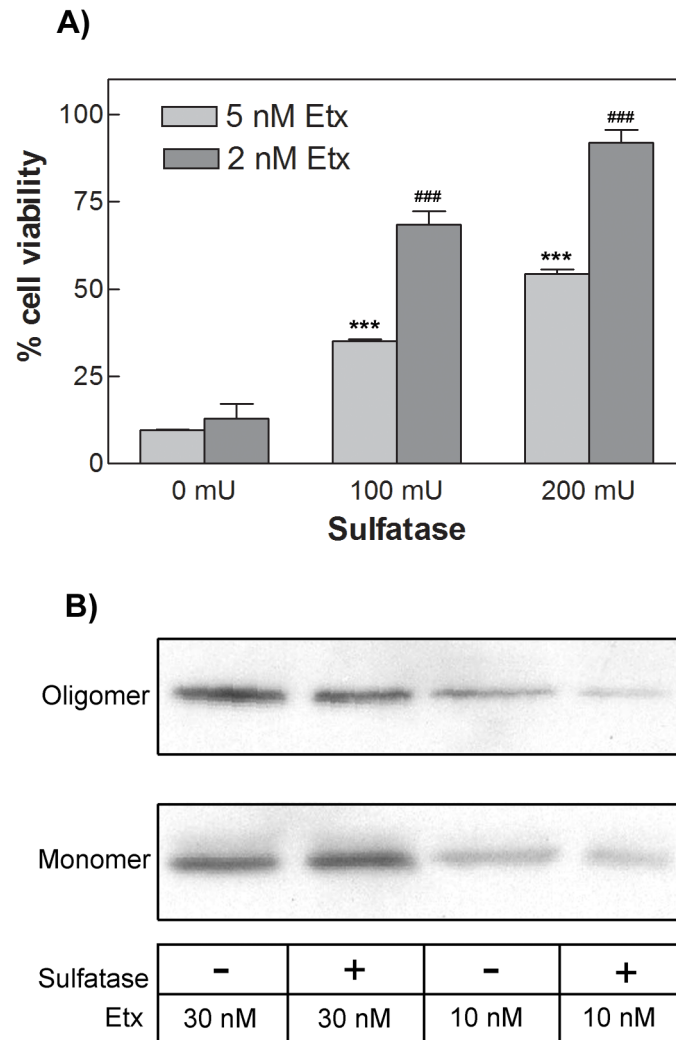 A)
100
75
50
25
0
% cell viability
5 nM Etx
2 nM Etx
***
###
***
###
0 mU 100 mU 200 mU
Sulfatase
B)
Oligomer
Monomer
Sulfatase - + - +
Etx 30 nM 30 nM 10 nM 10 nM